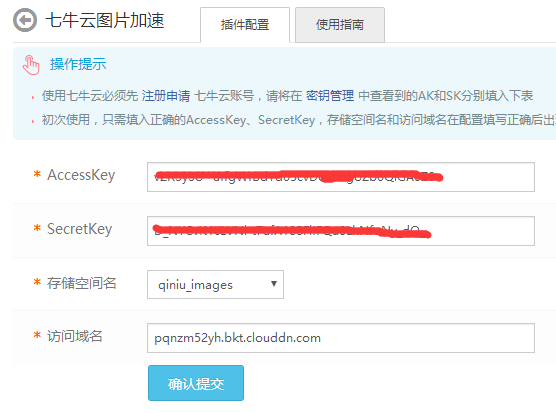 七牛云图片加速
插件配置
使用指南
操作提示
使用七牛云必须先 注册申请 七牛云账号，请将在 密钥管理 中查看到的AK和SK分别填入下表
初次使用，只需填入正确的AccessKey、SecretKey，存储空间名和访问域名在配置填写正确后出
* AccessKey
* SecretKey
* 存储空间名
qiniu_images
* 访问域名
pqnzm52yh.bkt.clouddn.com
确认提交